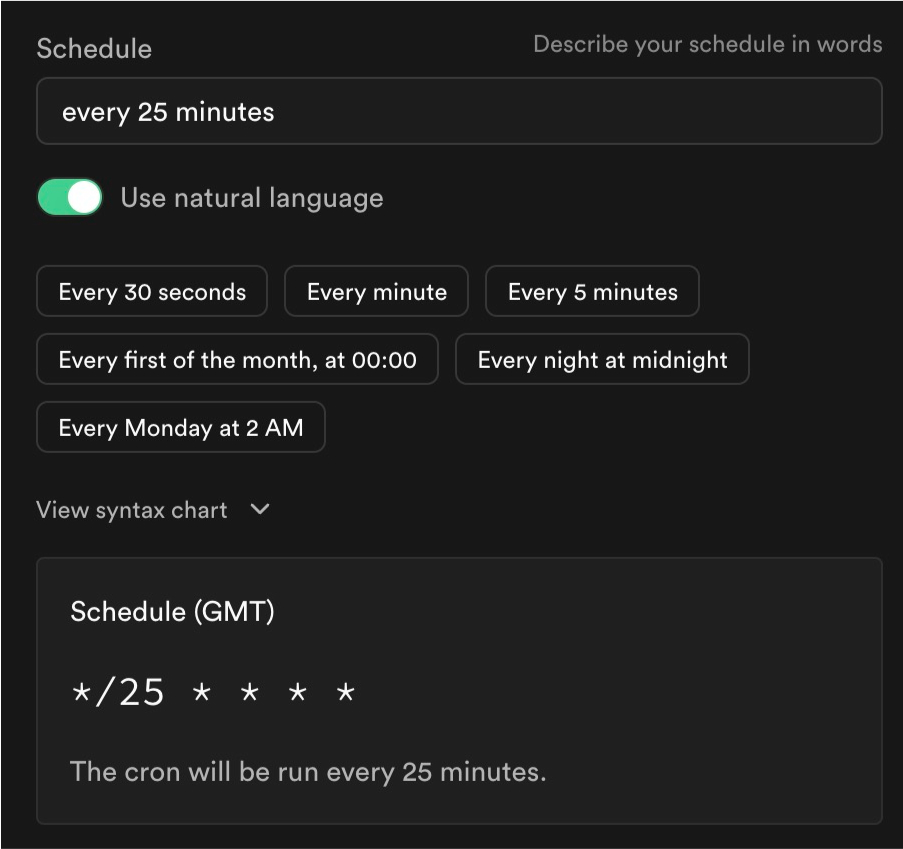 Schedule
Describe your schedule in words
every 25 minutes
Use natural language
Every 30 seconds
Every minute
Every 5 minutes
Every first of the month, at 00:00
Every night at midnight
Every Monday at 2 AM
View syntax chart
Schedule (GMT)
*/25 * * * *
The cron will be run every 25 minutes.